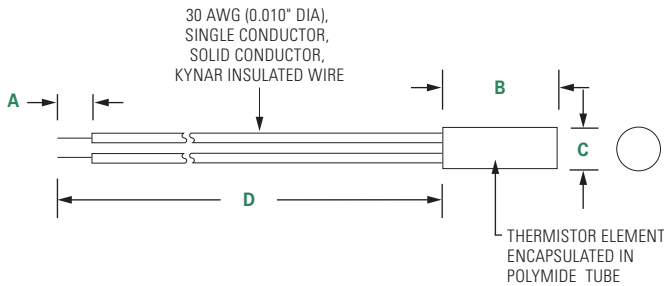 30 AWG (0.010" DIA),
SINGLE CONDUCTOR,
SOLID CONDUCTOR,
KYNAR INSULATED WIRE
A
B
C
D
THERMISTOR ELEMENT
ENCAPSULATED IN
POLYMIDE TUBE